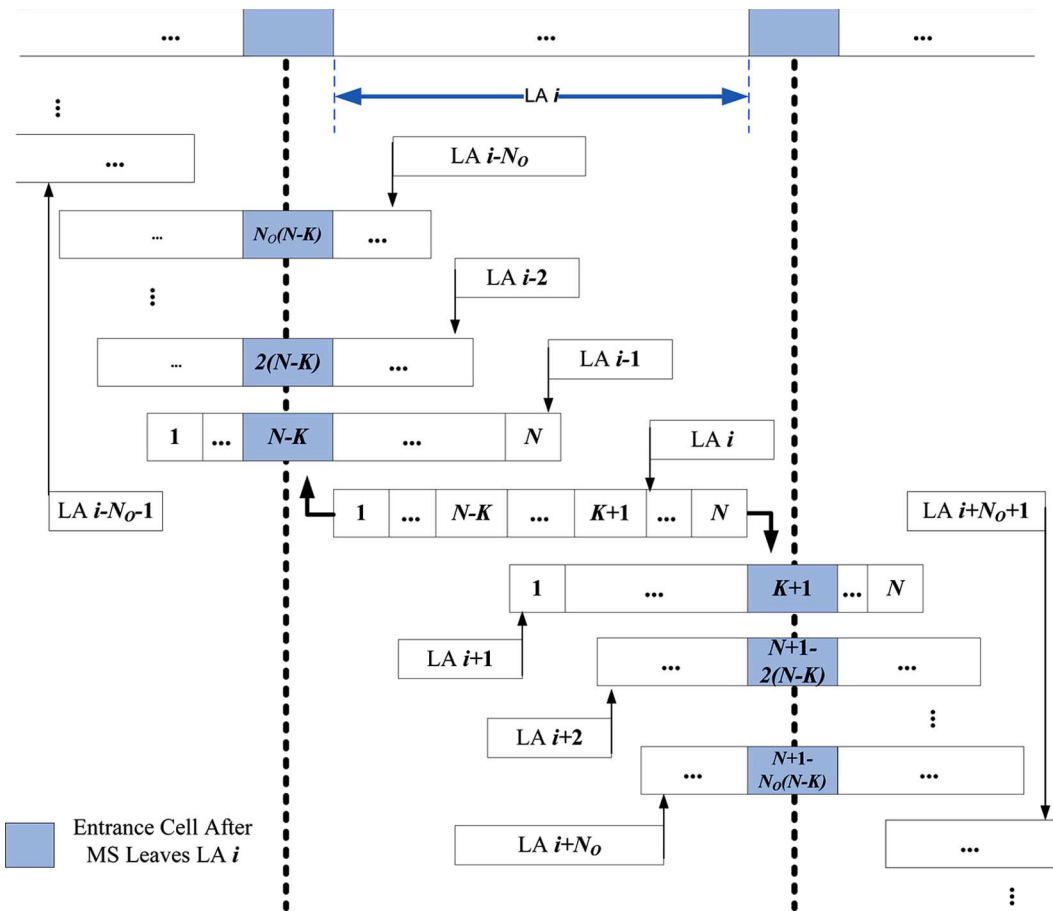 ... ... ...
LA i
⋮
...
LA i-N_O
... N_O(N-K) ...
⋮
LA i-2
... 2(N-K) ...
LA i-1
1 ... N-K ... N
LA i
LA i-N_O-1
1 ... N-K ... K+1 ... N
LA i+N_O+1
1 ... K+1 ... N
LA i+1
... N+1-
2(N-K) ...
LA i+2
⋮
... N+1-
N_O(N-K) ...
LA i+N_O
...
⋮
Entrance Cell After
MS Leaves LA i